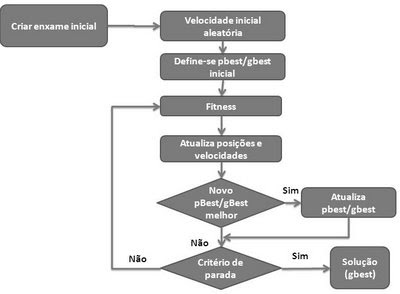 Criar enxame inicial
Velocidade inicial
aleatória
Define-se pbest/gbest
inicial
Fitness
Atualiza posições e
velocidades
Novo
pBest/gBest
melhor
Sim
Atualiza
pbest/gbest
Não
Critério de
parada
Não
Sim
Solução
(gbest)